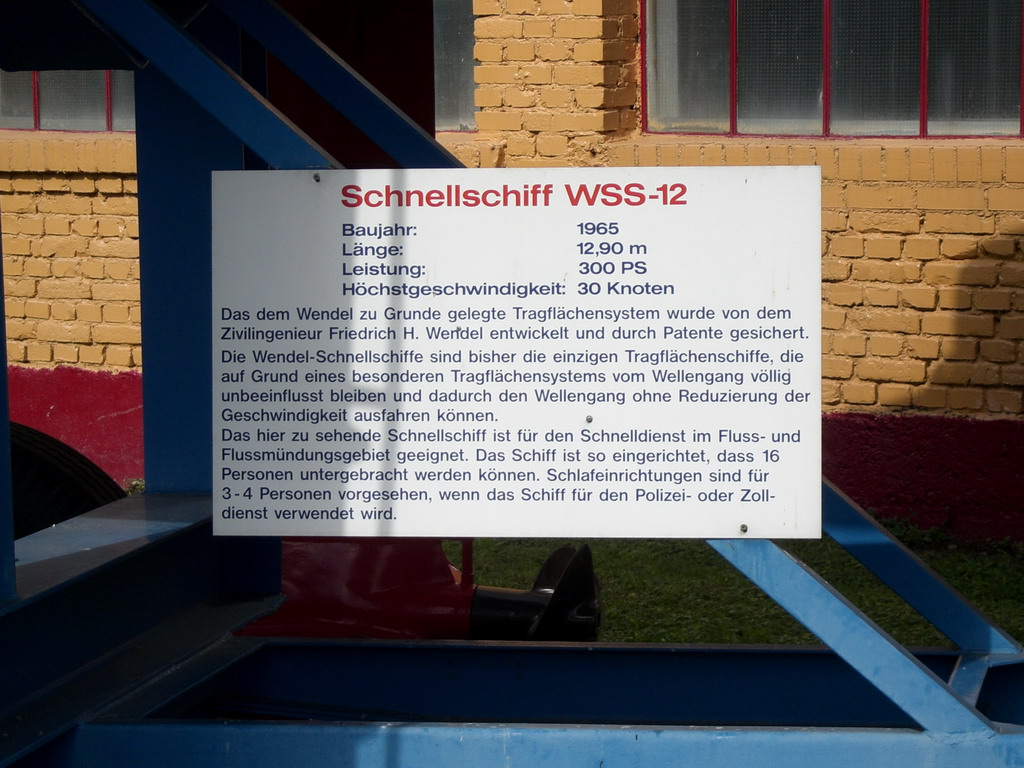 Schnellschiff WSS-12
Baujahr: 1965
Länge: 12,90 m
Leistung: 300 PS
Höchstgeschwindigkeit: 30 Knoten
Das dem Wendel zu Grunde gelegte Tragflächensystem wurde von dem
Zivilingenieur Friedrich H. Wendel entwickelt und durch Patente gesichert.
Die Wendel-Schnellschiffe sind bisher die einzigen Tragflächenschiffe, die
auf Grund eines besonderen Tragflächensystems vom Wellengang völlig
unbeeinflusst bleiben und dadurch den Wellengang ohne Reduzierung der
Geschwindigkeit ausfahren können.
Das hier zu sehende Schnellschiff ist für den Schnelldienst im Fluss- und
Flussmündungsgebiet geeignet. Das Schiff ist so eingerichtet, dass 16
Personen untergebracht werden können. Schlafeinrichtungen sind für
3-4 Personen vorgesehen, wenn das Schiff für den Polizei- oder Zoll-
dienst verwendet wird.